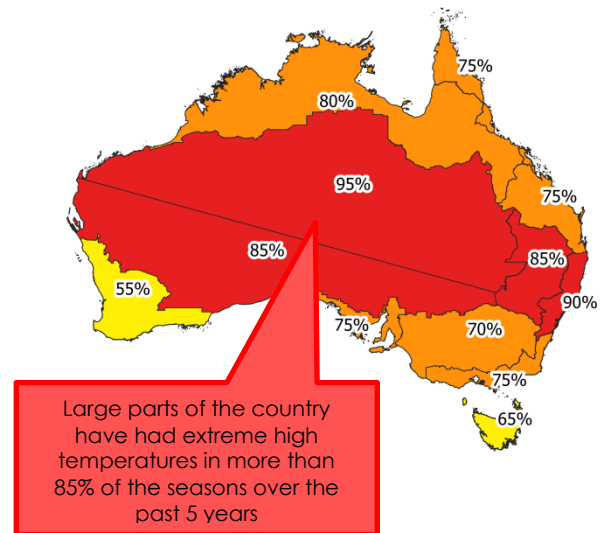 75%
80%
95%
75%
85%
85%
55%
90%
75%
70%
75%
65%
Large parts of the country
have had extreme high
temperatures in more than
85% of the seasons over the
past 5 years